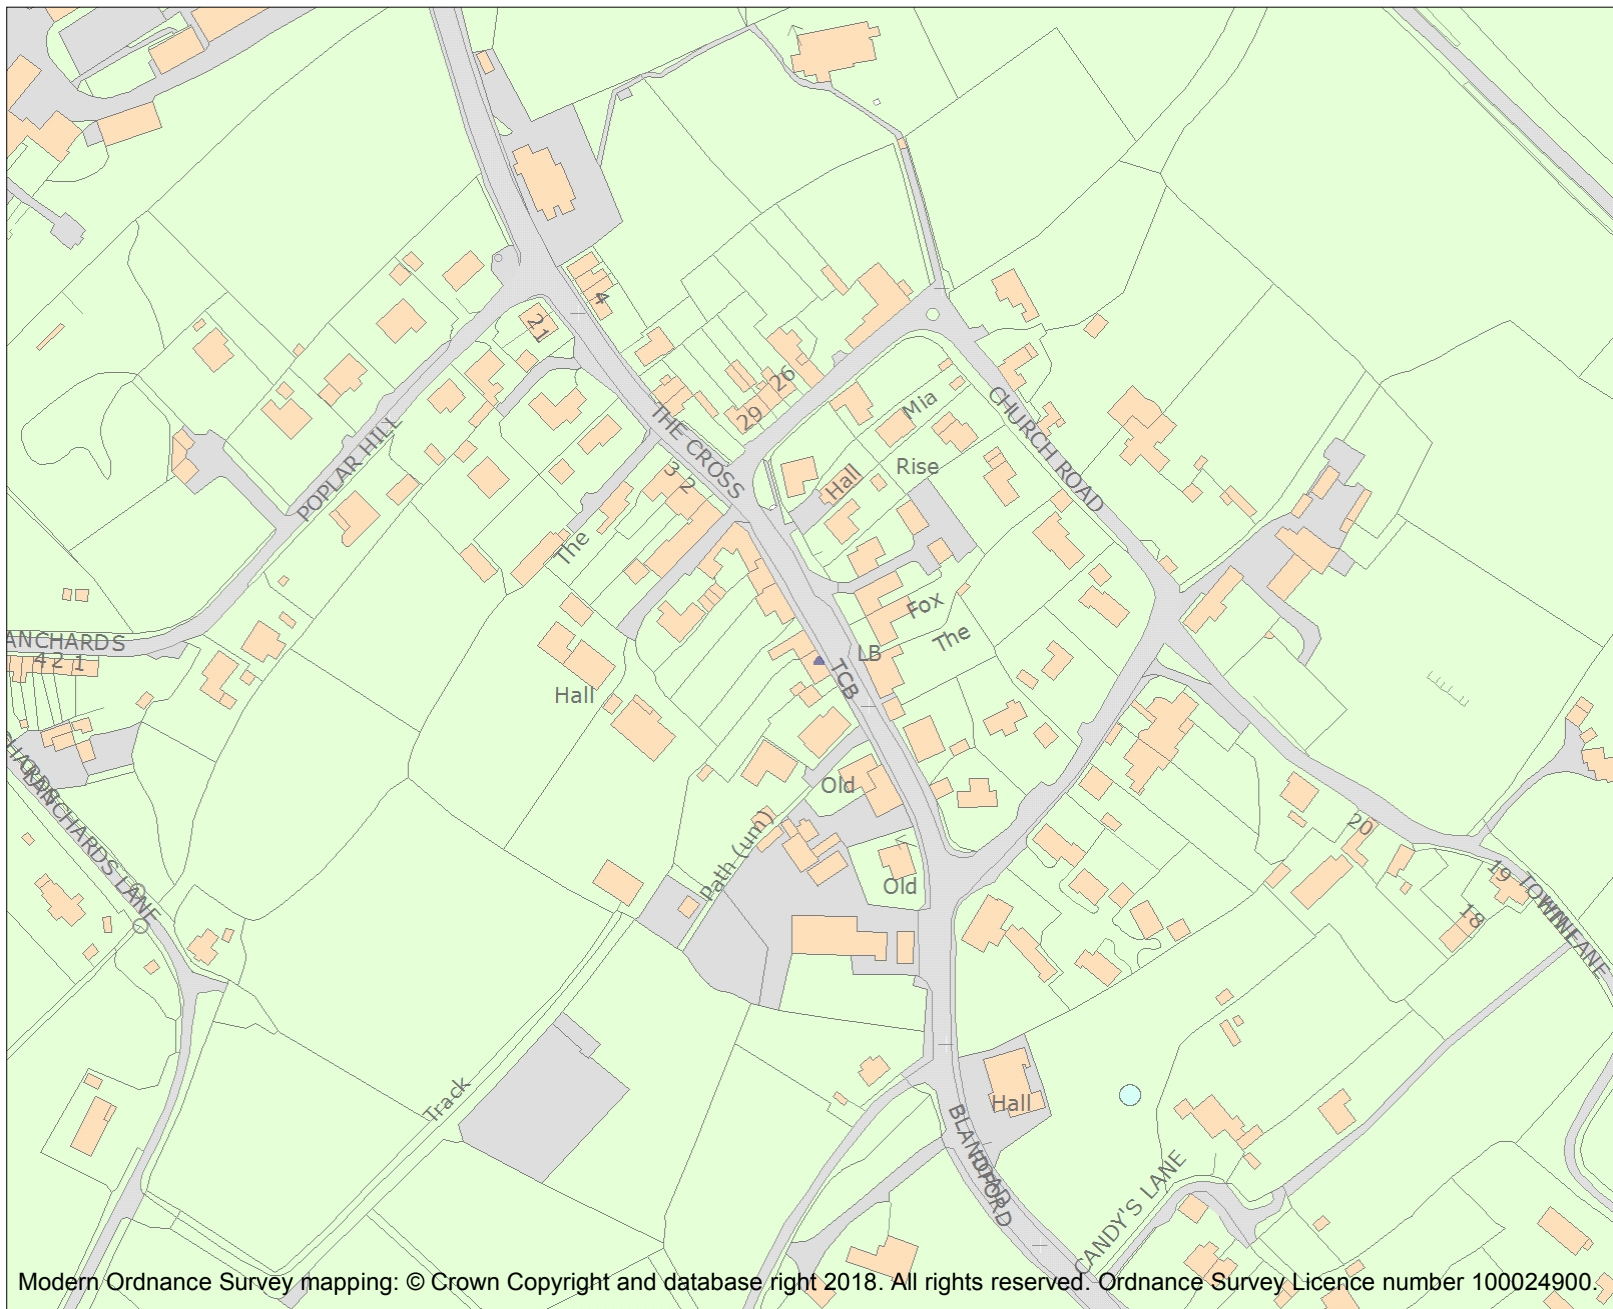 4
21
THE CROSS
26
29
Mia
CHURCH ROAD
Rise
Hall
3 2
POPLAR HILL
The
Fox
The
LB
TCB
ANCHARDS
4 2 1
Hall
Old
Path (um)
Old
LANCHARDS LANE
20
19
18
Track
Hall
BLANDFORD
ROAD
CANDY'S LANE
Modern Ordnance Survey mapping: © Crown Copyright and database right 2018. All rights reserved. Ordnance Survey Licence number 100024900.